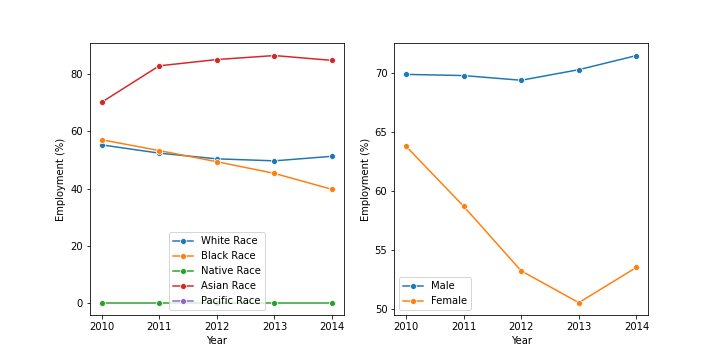 Employment (%)
80
60
40
20
0
White Race
Black Race
Native Race
Asian Race
Pacific Race
2010 2011 2012 2013 2014
Year
Employment (%)
70
65
60
55
50
Male
Female
2010 2011 2012 2013 2014
Year